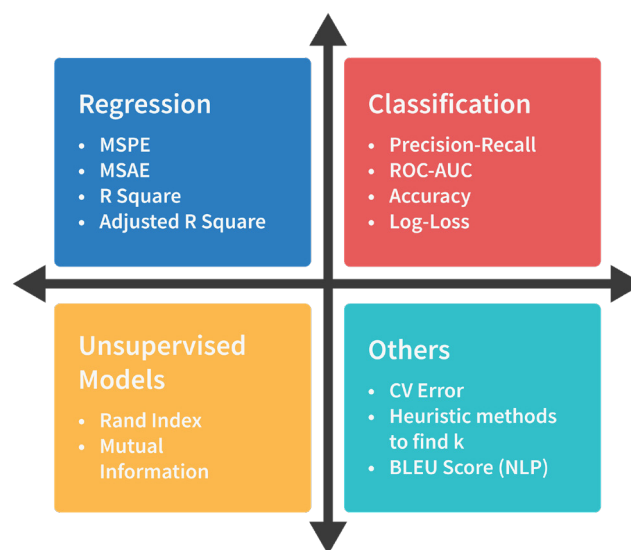 Regression
• MSPE
• MSAE
• R Square
• Adjusted R Square
Classification
• Precision-Recall
• ROC-AUC
• Accuracy
• Log-Loss
Unsupervised
Models
• Rand Index
• Mutual
Information
Others
• CV Error
• Heuristic methods
to find k
• BLEU Score (NLP)